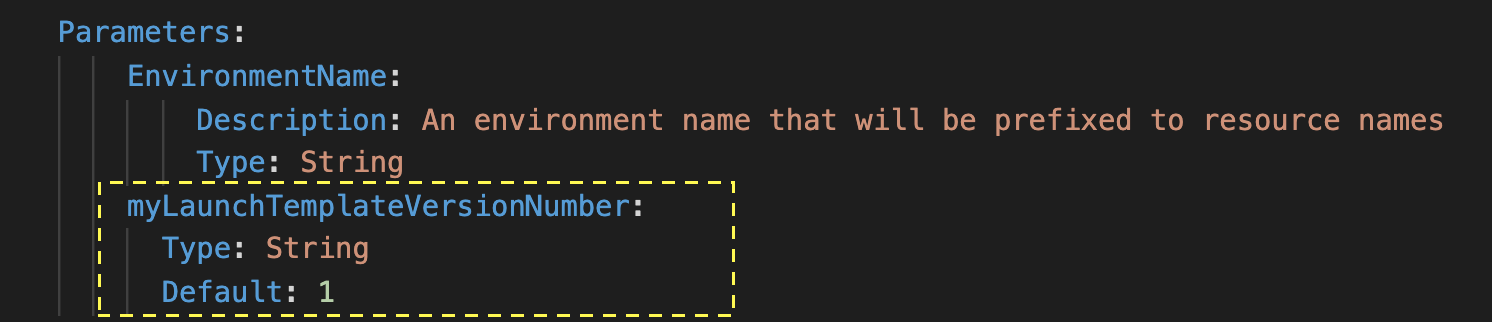 Parameters:
EnvironmentName:
Description: An environment name that will be prefixed to resource names
Type: String
myLaunchTemplateVersionNumber:
Type: String
Default: 1